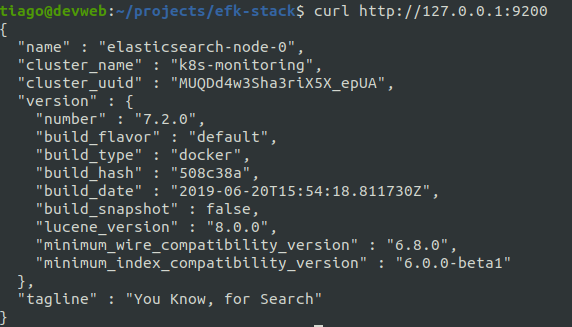 tiago@devweb:~/projects/efk-stack$ curl http://127.0.0.1:9200
{
  "name" : "elasticsearch-node-0",
  "cluster_name" : "k8s-monitoring",
  "cluster_uuid" : "MUQDd4w3Sha3riX5X_epUA",
  "version" : {
    "number" : "7.2.0",
    "build_flavor" : "default",
    "build_type" : "docker",
    "build_hash" : "508c38a",
    "build_date" : "2019-06-20T15:54:18.811730Z",
    "build_snapshot" : false,
    "lucene_version" : "8.0.0",
    "minimum_wire_compatibility_version" : "6.8.0",
    "minimum_index_compatibility_version" : "6.0.0-beta1"
  },
  "tagline" : "You Know, for Search"
}